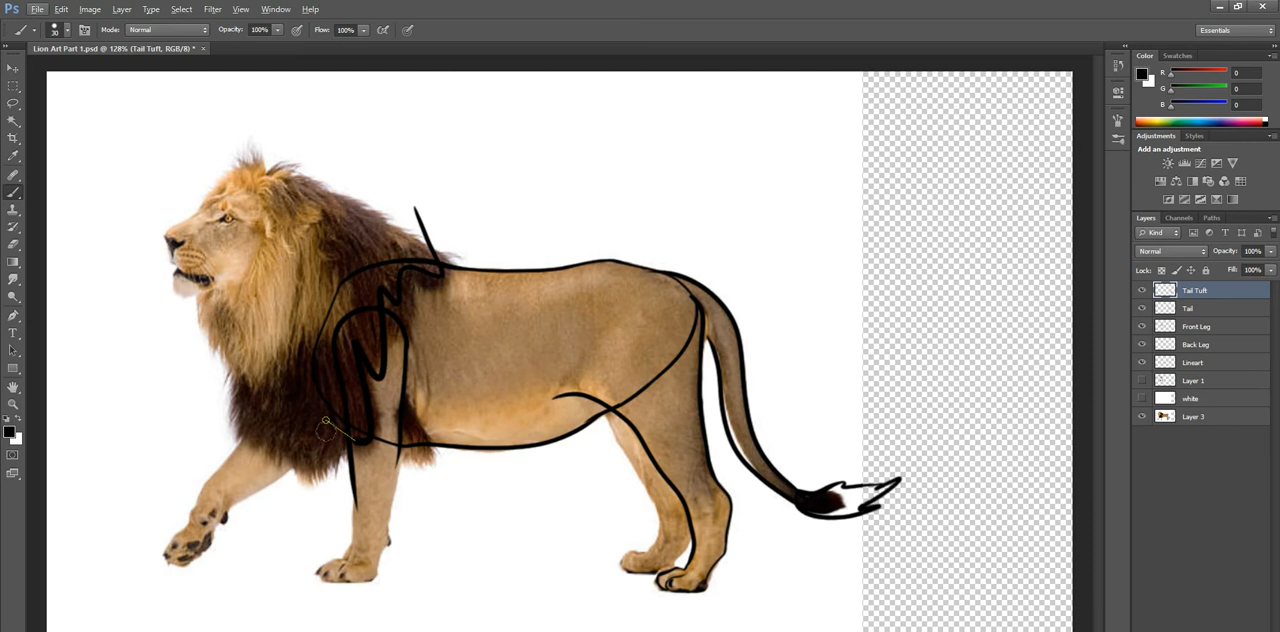 Ps File Edit Image Layer Type Select Filter View Window Help
30 Mode: Normal Opacity: 100% Flow: 100% Essentials
Lion Art Part 1.psd @ 128% (Tail Tuft, RGB/8) * ×
Color Swatches
R 0
G 0
B 0
Adjustments Styles
Add an adjustment
Layers Channels Paths
Kind
Normal Opacity: 100%
Lock: Fill: 100%
Tail Tuft
Tail
Front Leg
Back Leg
Lineart
Layer 1
white
Layer 3